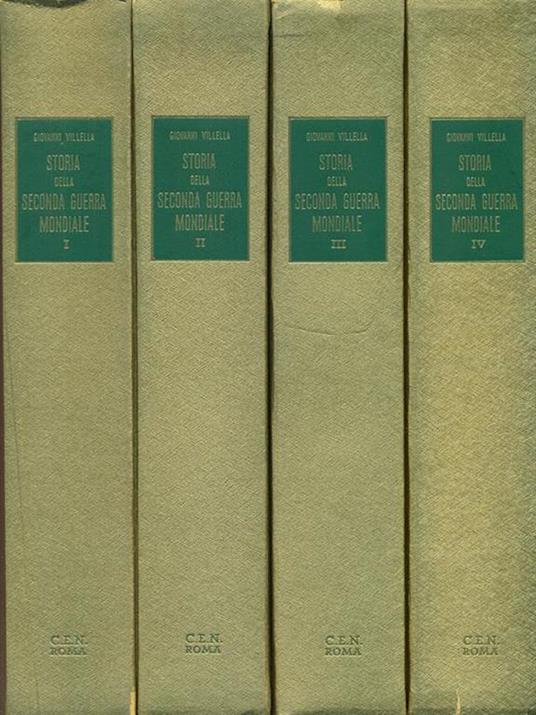 GIOVANNI VILLELLA
STORIA
DELLA
SECONDA GUERRA
MONDIALE
I
C.E.N.
ROMA
GIOVANNI VILLELLA
STORIA
DELLA
SECONDA GUERRA
MONDIALE
II
C.E.N.
ROMA
GIOVANNI VILLELLA
STORIA
DELLA
SECONDA GUERRA
MONDIALE
III
C.E.N.
ROMA
GIOVANNI VILLELLA
STORIA
DELLA
SECONDA GUERRA
MONDIALE
IV
C.E.N.
ROMA